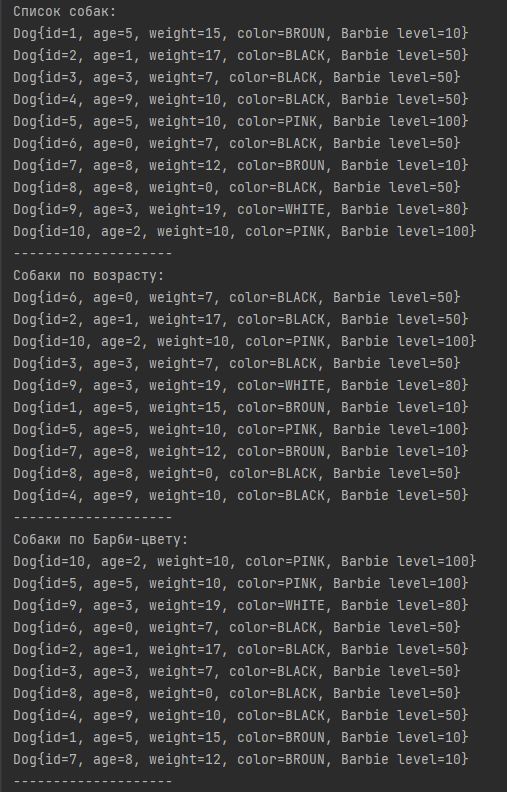 Список собак:
Dog{id=1, age=5, weight=15, color=BROUN, Barbie level=10}
Dog{id=2, age=1, weight=17, color=BLACK, Barbie level=50}
Dog{id=3, age=3, weight=7, color=BLACK, Barbie level=50}
Dog{id=4, age=9, weight=10, color=BLACK, Barbie level=50}
Dog{id=5, age=5, weight=10, color=PINK, Barbie level=100}
Dog{id=6, age=0, weight=7, color=BLACK, Barbie level=50}
Dog{id=7, age=8, weight=12, color=BROUN, Barbie level=10}
Dog{id=8, age=8, weight=0, color=BLACK, Barbie level=50}
Dog{id=9, age=3, weight=19, color=WHITE, Barbie level=80}
Dog{id=10, age=2, weight=10, color=PINK, Barbie level=100}
--------------------
Собаки по возрасту:
Dog{id=6, age=0, weight=7, color=BLACK, Barbie level=50}
Dog{id=2, age=1, weight=17, color=BLACK, Barbie level=50}
Dog{id=10, age=2, weight=10, color=PINK, Barbie level=100}
Dog{id=3, age=3, weight=7, color=BLACK, Barbie level=50}
Dog{id=9, age=3, weight=19, color=WHITE, Barbie level=80}
Dog{id=1, age=5, weight=15, color=BROUN, Barbie level=10}
Dog{id=5, age=5, weight=10, color=PINK, Barbie level=100}
Dog{id=7, age=8, weight=12, color=BROUN, Barbie level=10}
Dog{id=8, age=8, weight=0, color=BLACK, Barbie level=50}
Dog{id=4, age=9, weight=10, color=BLACK, Barbie level=50}
--------------------
Собаки по Барби-цвету:
Dog{id=10, age=2, weight=10, color=PINK, Barbie level=100}
Dog{id=5, age=5, weight=10, color=PINK, Barbie level=100}
Dog{id=9, age=3, weight=19, color=WHITE, Barbie level=80}
Dog{id=6, age=0, weight=7, color=BLACK, Barbie level=50}
Dog{id=2, age=1, weight=17, color=BLACK, Barbie level=50}
Dog{id=3, age=3, weight=7, color=BLACK, Barbie level=50}
Dog{id=8, age=8, weight=0, color=BLACK, Barbie level=50}
Dog{id=4, age=9, weight=10, color=BLACK, Barbie level=50}
Dog{id=1, age=5, weight=15, color=BROUN, Barbie level=10}
Dog{id=7, age=8, weight=12, color=BROUN, Barbie level=10}
--------------------